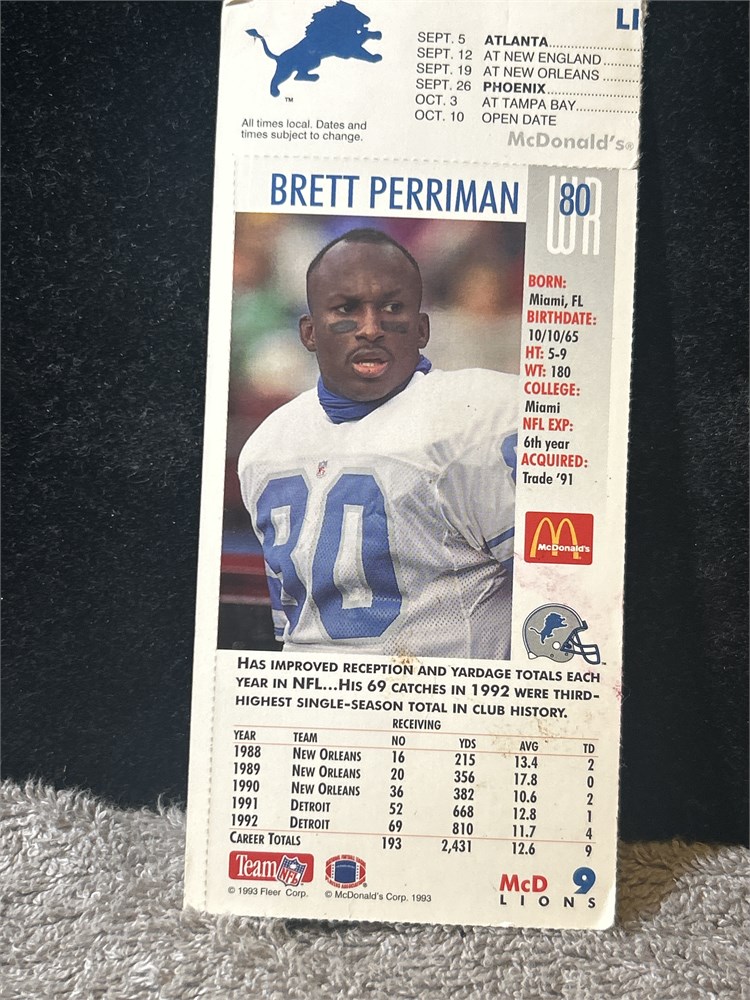 LI
SEPT. 5 ATLANTA..............
SEPT. 12 AT NEW ENGLAND......
SEPT. 19 AT NEW ORLEANS......
SEPT. 26 PHOENIX..............
OCT. 3 AT TAMPA BAY..........
OCT. 10 OPEN DATE
TM
All times local. Dates and
times subject to change.
McDonald's®
BRETT PERRIMAN
WR
80
BORN:
Miami, FL
BIRTHDATE:
10/10/65
HT: 5-9
WT: 180
COLLEGE:
Miami
NFL EXP:
6th year
ACQUIRED:
Trade '91
80
McDonald's
HAS IMPROVED RECEPTION AND YARDAGE TOTALS EACH
YEAR IN NFL...HIS 69 CATCHES IN 1992 WERE THIRD-
HIGHEST SINGLE-SEASON TOTAL IN CLUB HISTORY.
RECEIVING
YEAR TEAM NO YDS AVG TD
1988 NEW ORLEANS 16 215 13.4 2
1989 NEW ORLEANS 20 356 17.8 0
1990 NEW ORLEANS 36 382 10.6 2
1991 DETROIT 52 668 12.8 1
1992 DETROIT 69 810 11.7 4
CAREER TOTALS 193 2,431 12.6 9
Team NFL
© 1993 Fleer Corp. © McDonald's Corp. 1993
McD 9
LIONS